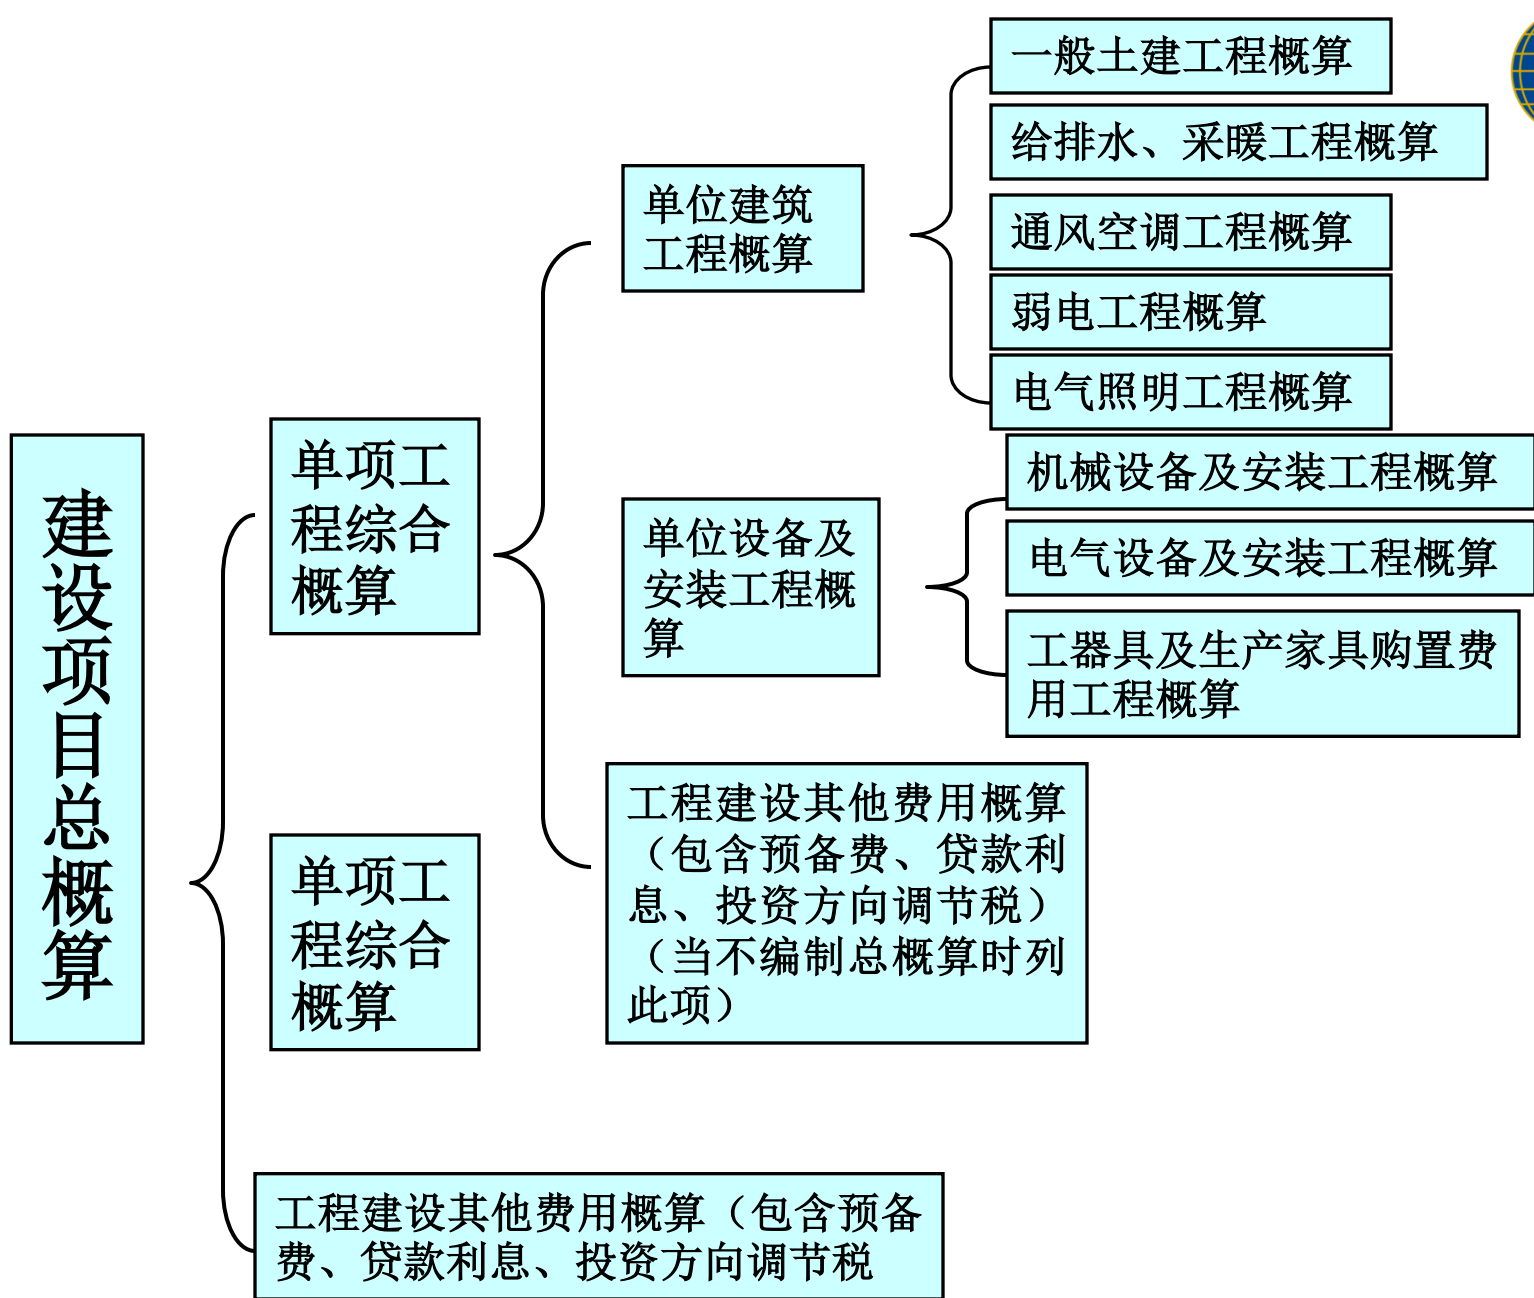 建设项目总概算
单项工
程综合
概算
单项工
程综合
概算
工程建设其他费用概算（包含预备
费、贷款利息、投资方向调节税
单位建筑
工程概算
单位设备及
安装工程概
算
工程建设其他费用概算
（包含预备费、贷款利
息、投资方向调节税）
（当不编制总概算时列
此项）
一般土建工程概算
给排水、采暖工程概算
通风空调工程概算
弱电工程概算
电气照明工程概算
机械设备及安装工程概算
电气设备及安装工程概算
工器具及生产家具购置费
用工程概算